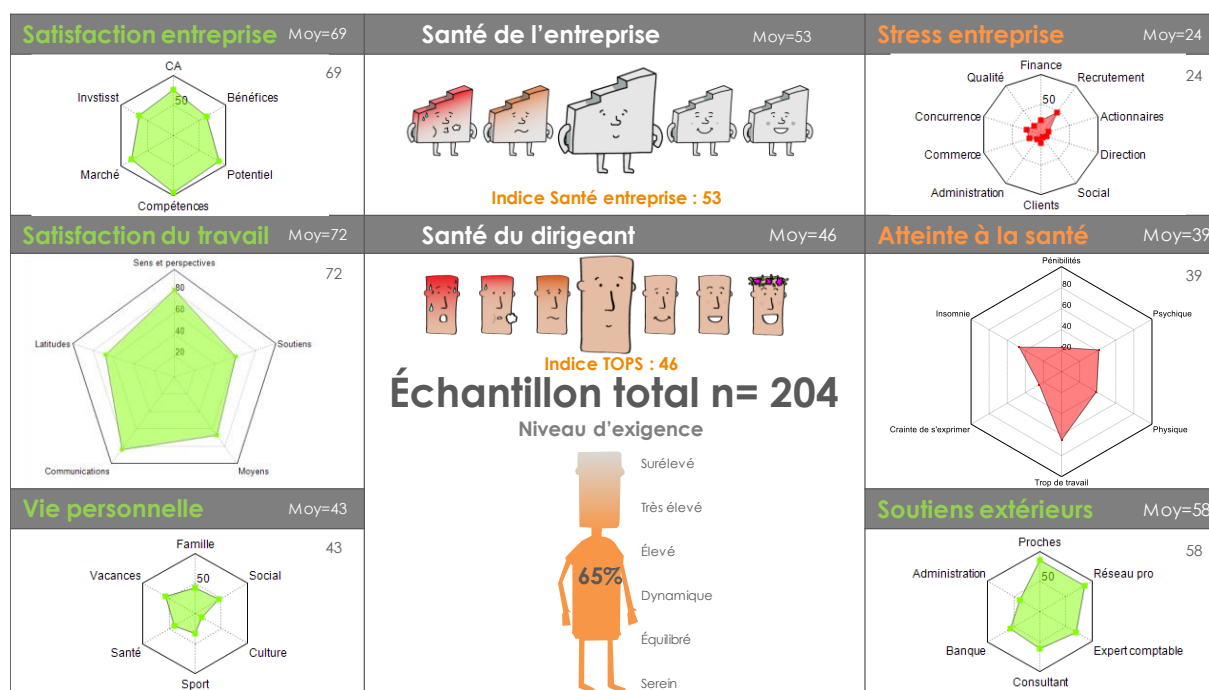 Satisfaction entreprise Moy=69
69
CA
50
Bénéfices
Potentiel
Compétences
Marché
Invstisst
Santé de l’entreprise Moy=53
Indice Santé entreprise : 53
Stress entreprise Moy=24
24
Finance
50
Recrutement
Actionnaires
Direction
Social
Clients
Administration
Commerce
Concurrence
Qualité
Satisfaction du travail Moy=72
72
Sens et perspectives
80
60
40
20
Soutiens
Moyens
Communications
Latitudes
Santé du dirigeant Moy=46
Indice TOPS : 46
Échantillon total n= 204
Niveau d’exigence
Surélevé
Très élevé
Élevé
65%
Dynamique
Équilibré
Serein
Atteinte à la santé Moy=39
39
Pénibilités
80
60
40
20
Psychique
Physique
Trop de travail
Crainte de s'exprimer
Insomnie
Vie personnelle Moy=43
43
Famille
50
Social
Culture
Sport
Santé
Vacances
Soutiens extérieurs Moy=58
58
Proches
50
Réseau pro
Expert comptable
Consultant
Banque
Administration